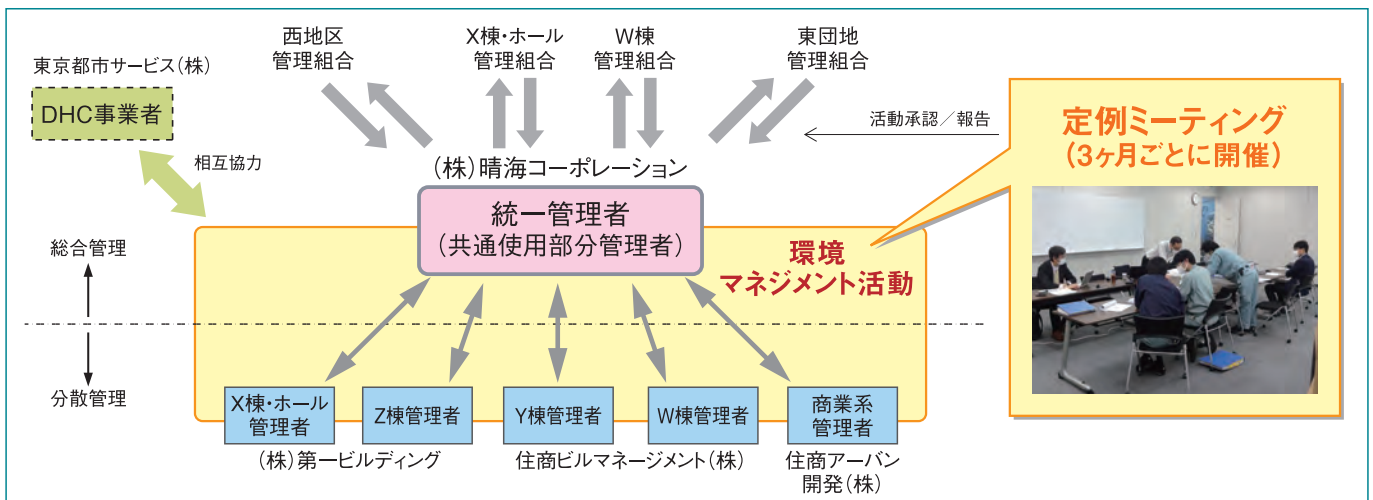 西地区
管理組合
X棟・ホール
管理組合
W棟
管理組合
東団地
管理組合
東京都市サービス(株)
DHC事業者
相互協力
活動承認／報告
定例ミーティング
(3ヶ月ごとに開催)
(株)晴海コーポレーション
統一管理者
(共通使用部分管理者)
環境
マネジメント活動
総合管理
分散管理
X棟・ホール
管理者
Z棟管理者
Y棟管理者
W棟管理者
商業系
管理者
(株)第一ビルディング
住商ビルマネージメント(株)
住商アーバン
開発(株)